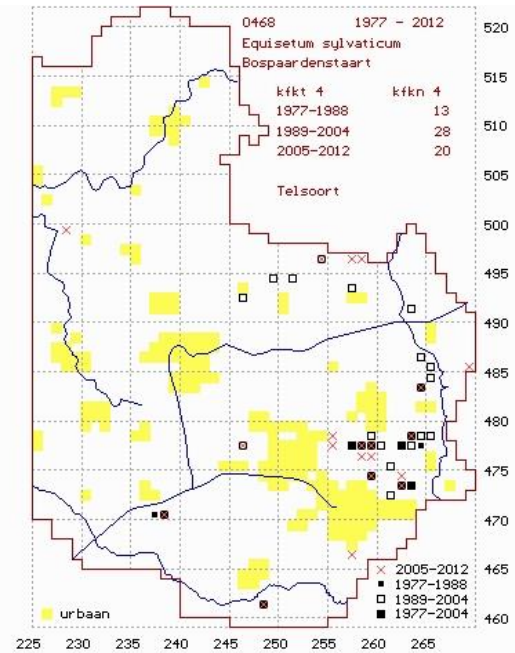 0468 1977 - 2012
Equisetum sylvaticum
Bospaardenstaart
kfkt 4 kfkn 4
1977-1988 13
1989-2004 28
2005-2012 20
Telsoort
520
515
510
505
500
495
490
485
480
475
470
465
460
× 2005-2012
▪ 1977-1988
□ 1989-2004
■ 1977-2004
urbaan
225 230 235 240 245 250 255 260 265